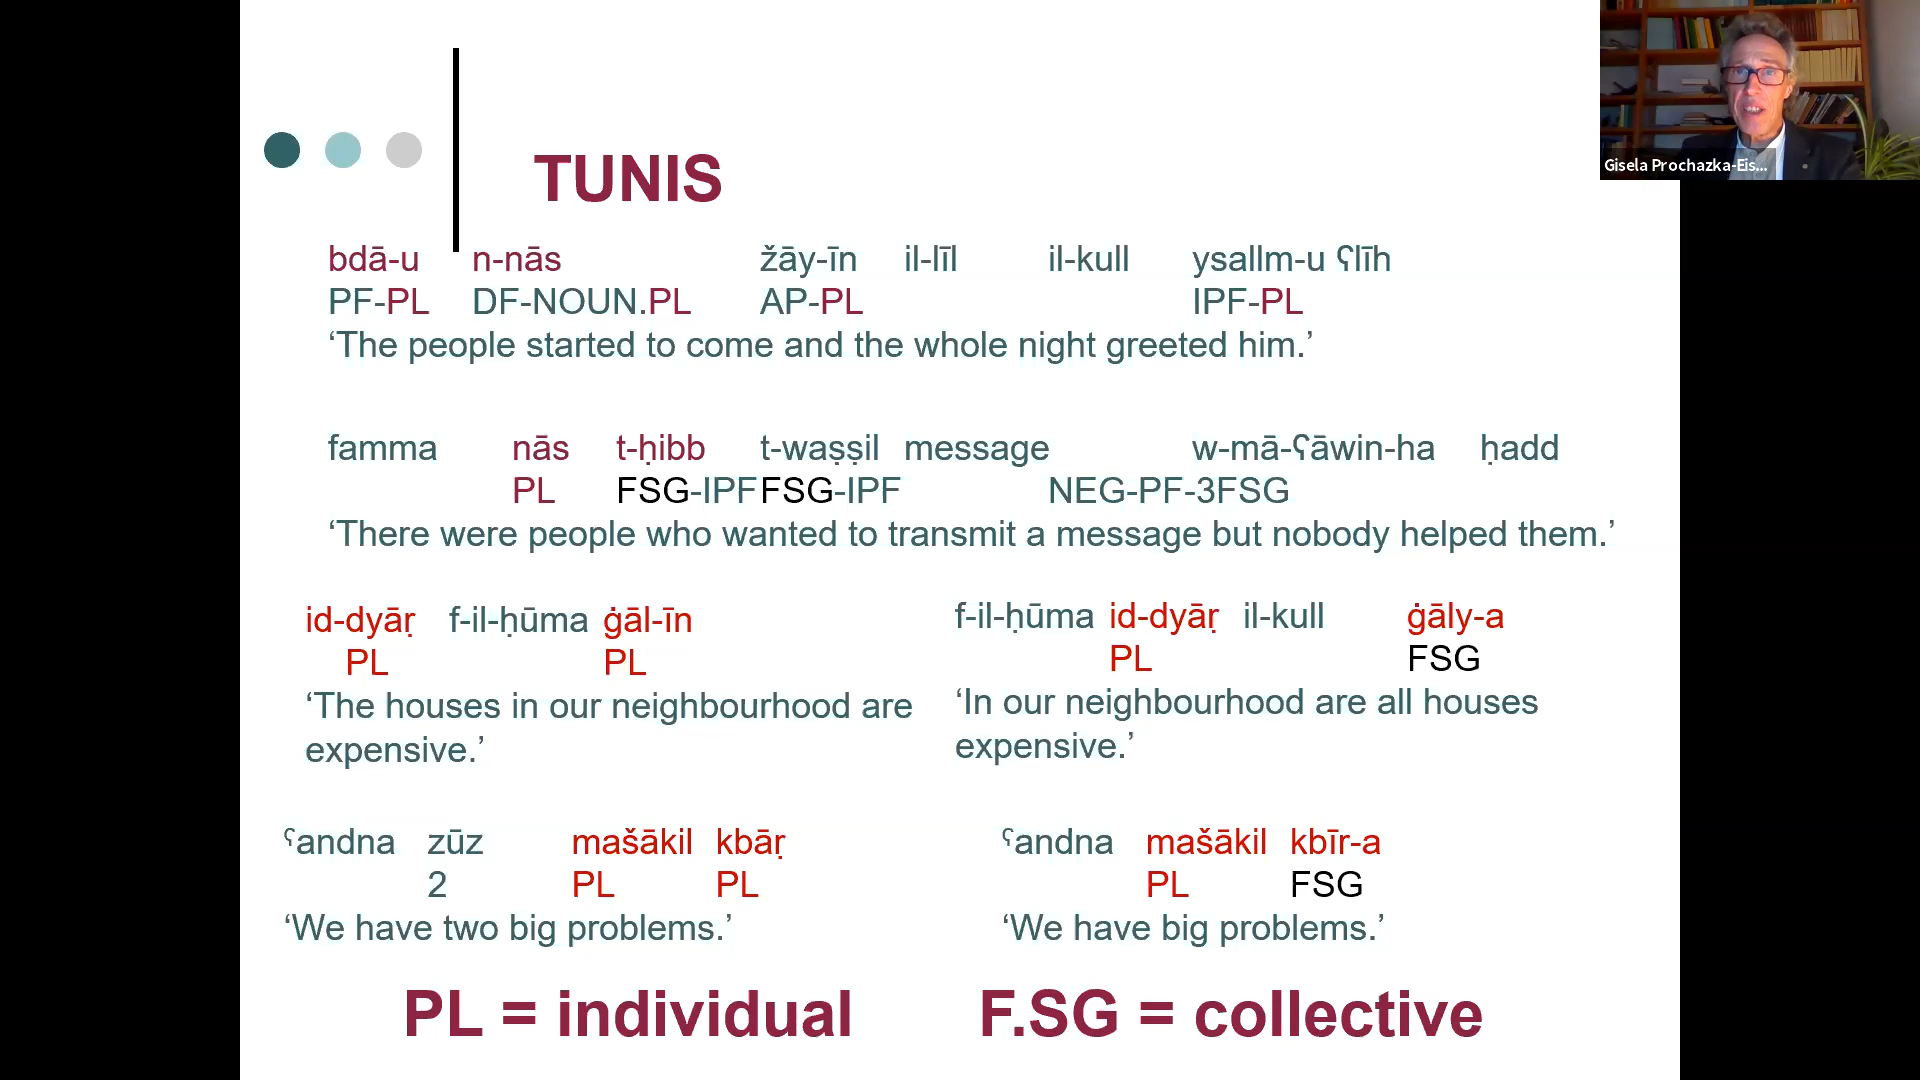 Gisela Prochazka-Eis...
TUNIS
bdā-u n-nās žāy-īn il-līl il-kull ysallm-u ʕlīh
PF-PL DF-NOUN.PL AP-PL IPF-PL
‘The people started to come and the whole night greeted him.’
famma nās t-ḥibb t-waṣṣil message w-mā-ʕāwin-ha ḥadd
PL FSG-IPF FSG-IPF NEG-PF-3FSG
‘There were people who wanted to transmit a message but nobody helped them.’
id-dyāṛ f-il-ḥūma ġāl-īn
PL PL
‘The houses in our neighbourhood are
expensive.’
f-il-ḥūma id-dyāṛ il-kull ġāly-a
PL FSG
‘In our neighbourhood are all houses
expensive.’
ˤandna zūz mašākil kbāṛ
2 PL PL
‘We have two big problems.’
ˤandna mašākil kbīr-a
PL FSG
‘We have big problems.’
PL = individual
F.SG = collective